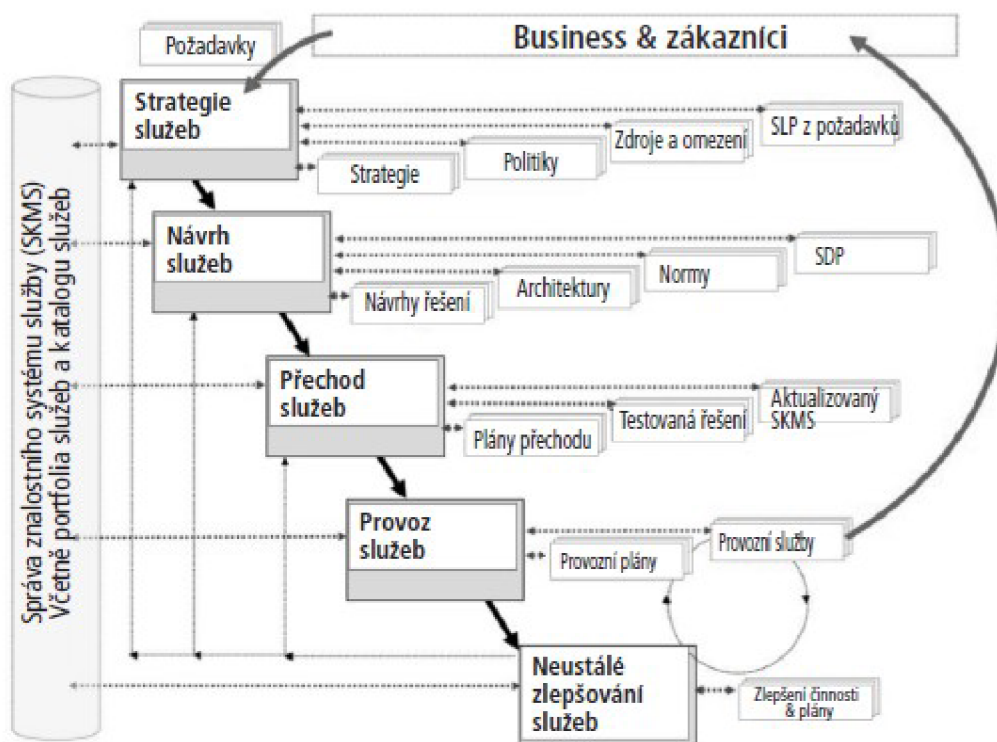 Požadavky
Business & zákazníci
Správa znalostního systému služby (SKMS)
Včetně portfolia služeb a katalogu služeb
Strategie
služeb
Strategie
Politiky
Zdroje a omezení
SLP z požadavků
Návrh
služeb
Návrhy řešení
Architektury
Normy
SDP
Přechod
služeb
Plány přechodu
Testovaná řešení
Aktualizovaný
SKMS
Provoz
služeb
Provozní plány
Provozní služby
Neustálé
zlepšování
služeb
Zlepšení činnosti
& plány